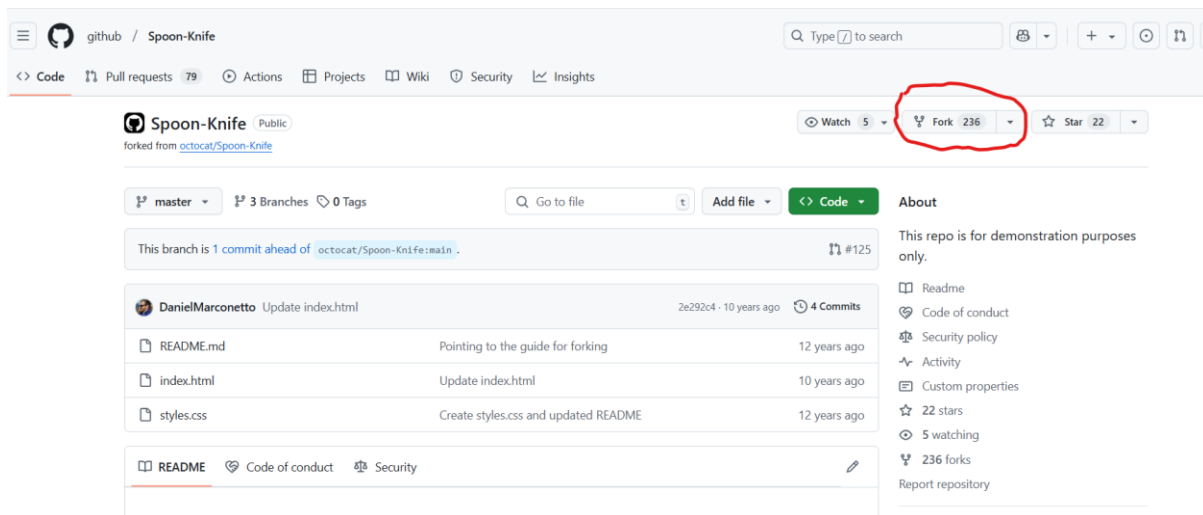 github / Spoon-Knife
Type / to search
Code
Pull requests 79
Actions
Projects
Wiki
Security
Insights
Spoon-Knife Public
Watch 5
Fork 236
Star 22
forked from octocat/Spoon-Knife
master
3 Branches
0 Tags
Go to file t
Add file
Code
This branch is 1 commit ahead of octocat/Spoon-Knife:main .
#125
DanielMarconetto Update index.html
2e292c4 · 10 years ago
4 Commits
README.md Pointing to the guide for forking 12 years ago
index.html Update index.html 10 years ago
styles.css Create styles.css and updated README 12 years ago
README
Code of conduct
Security
About
This repo is for demonstration purposes
only.
Readme
Code of conduct
Security policy
Activity
Custom properties
22 stars
5 watching
236 forks
Report repository